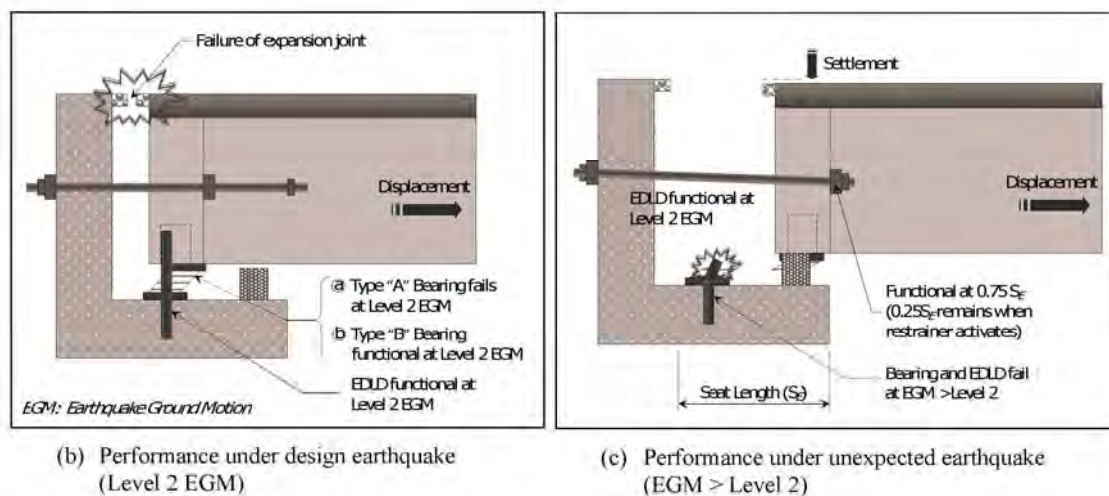 Failure of expansion joint
Displacement
ⓐ Type "A" Bearing fails
at Level 2 EGM
ⓑ Type "B" Bearing
functional at Level 2 EGM
EDLD functional at
Level 2 EGM
EGM: Earthquake Ground Motion
(b) Performance under design earthquake
(Level 2 EGM)
Settlement
EDLD functional at
Level 2 EGM
Displacement
Functional at 0.75 SE
(0.25SE remains when
restrainer activates)
Bearing and EDLD fail
at EGM >Level 2
Seat Length (SE)
(c) Performance under unexpected earthquake
(EGM > Level 2)